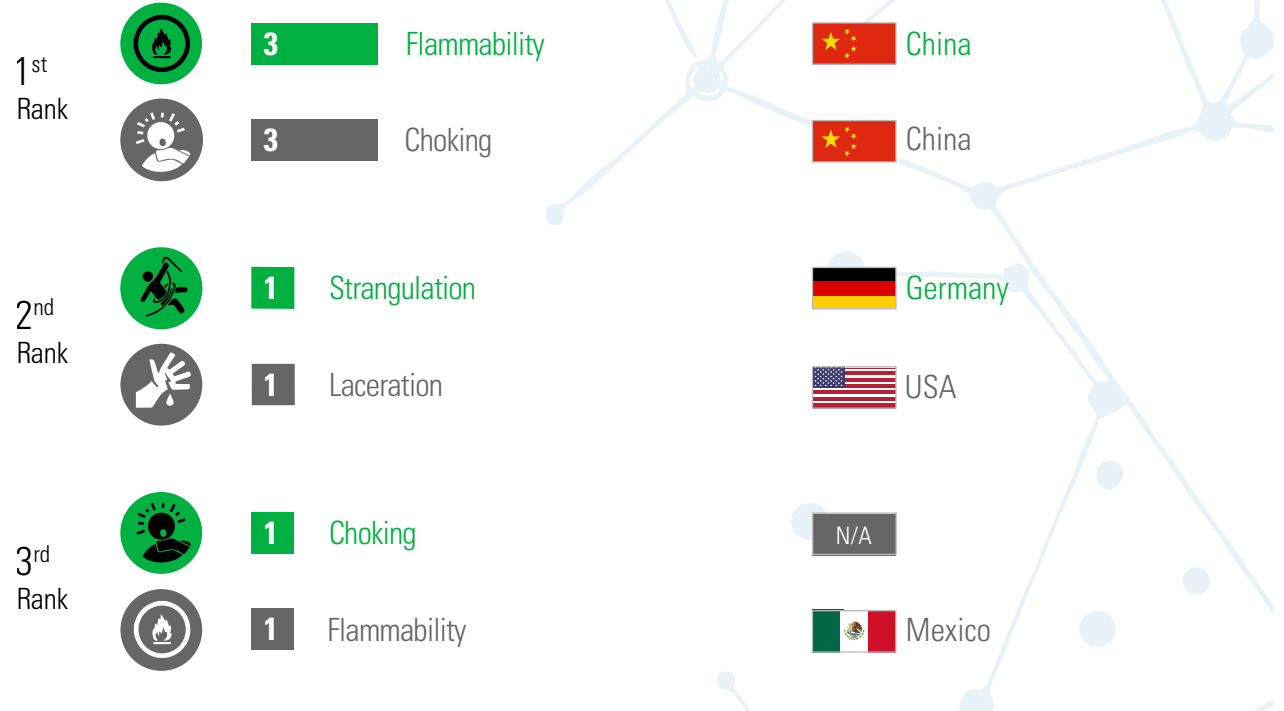 1st
Rank
3 Flammability China
3 Choking China
2nd
Rank
1 Strangulation Germany
1 Laceration USA
3rd
Rank
1 Choking N/A
1 Flammability Mexico